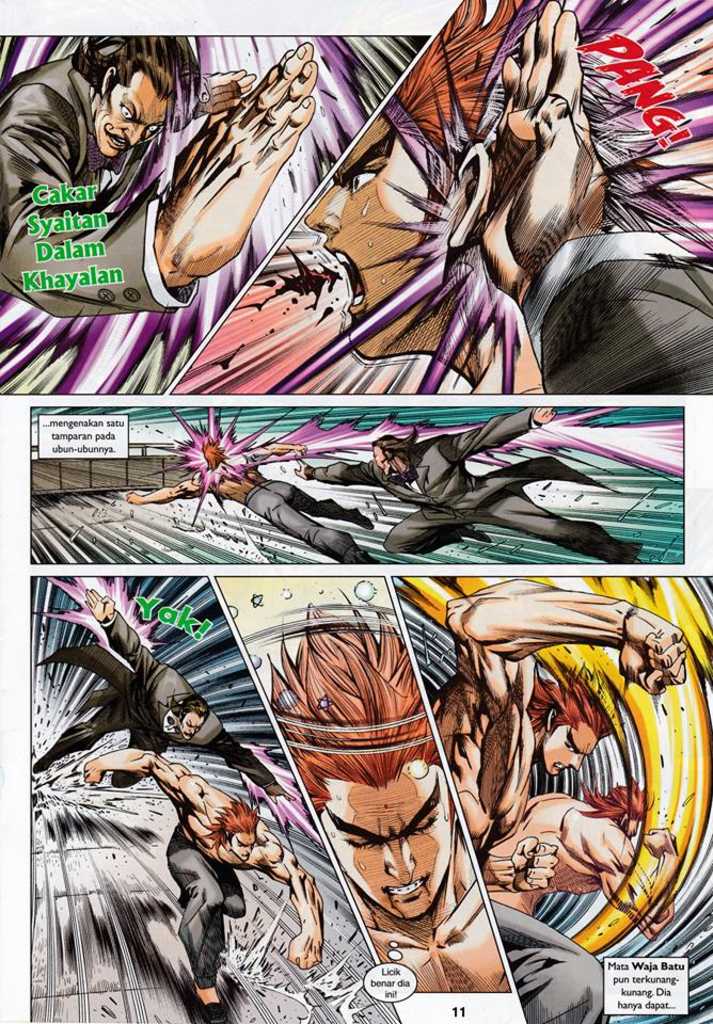 PANG!
Cakar
Syaitan
Dalam
Khayalan
...mengenakan satu
tamparan pada
ubun-ubunnya.
Yak!
Licik
benar dia
ini!
Mata Waja Batu
pun terkunang-
kunang. Dia
hanya dapat...
11